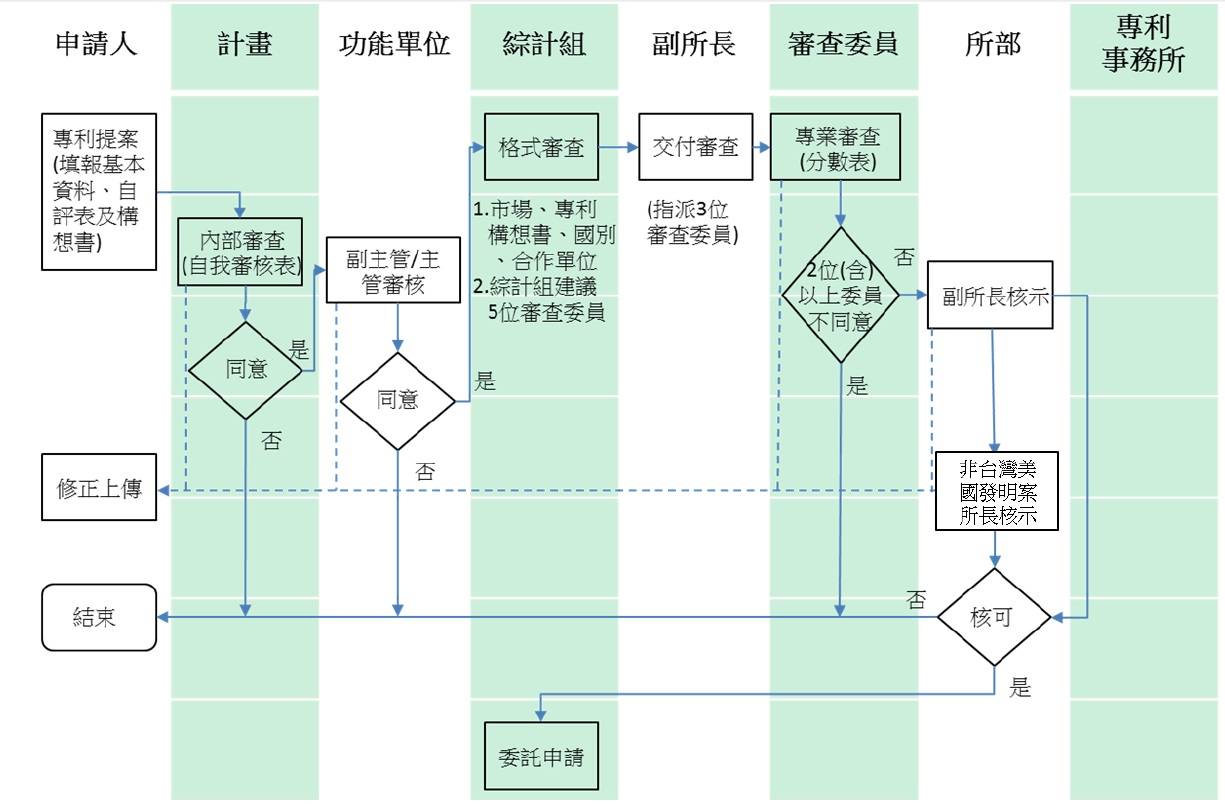 申請人
計畫
功能單位
綜計組
副所長
審查委員
所部
專利
事務所
專利提案
(填報基本
資料、自
評表及構
想書)
內部審查
(自我審核表)
同意
是
否
副主管/主
管審核
同意
是
否
格式審查
1.市場、專利
構想書、國別
、合作單位
2.綜計組建議
5位審查委員
交付審查
(指派3位
審查委員)
專業審查
(分數表)
2位(含)
以上委員
不同意
否
是
副所長核示
非台灣美
國發明案
所長核示
核可
否
是
修正上傳
結束
委託申請